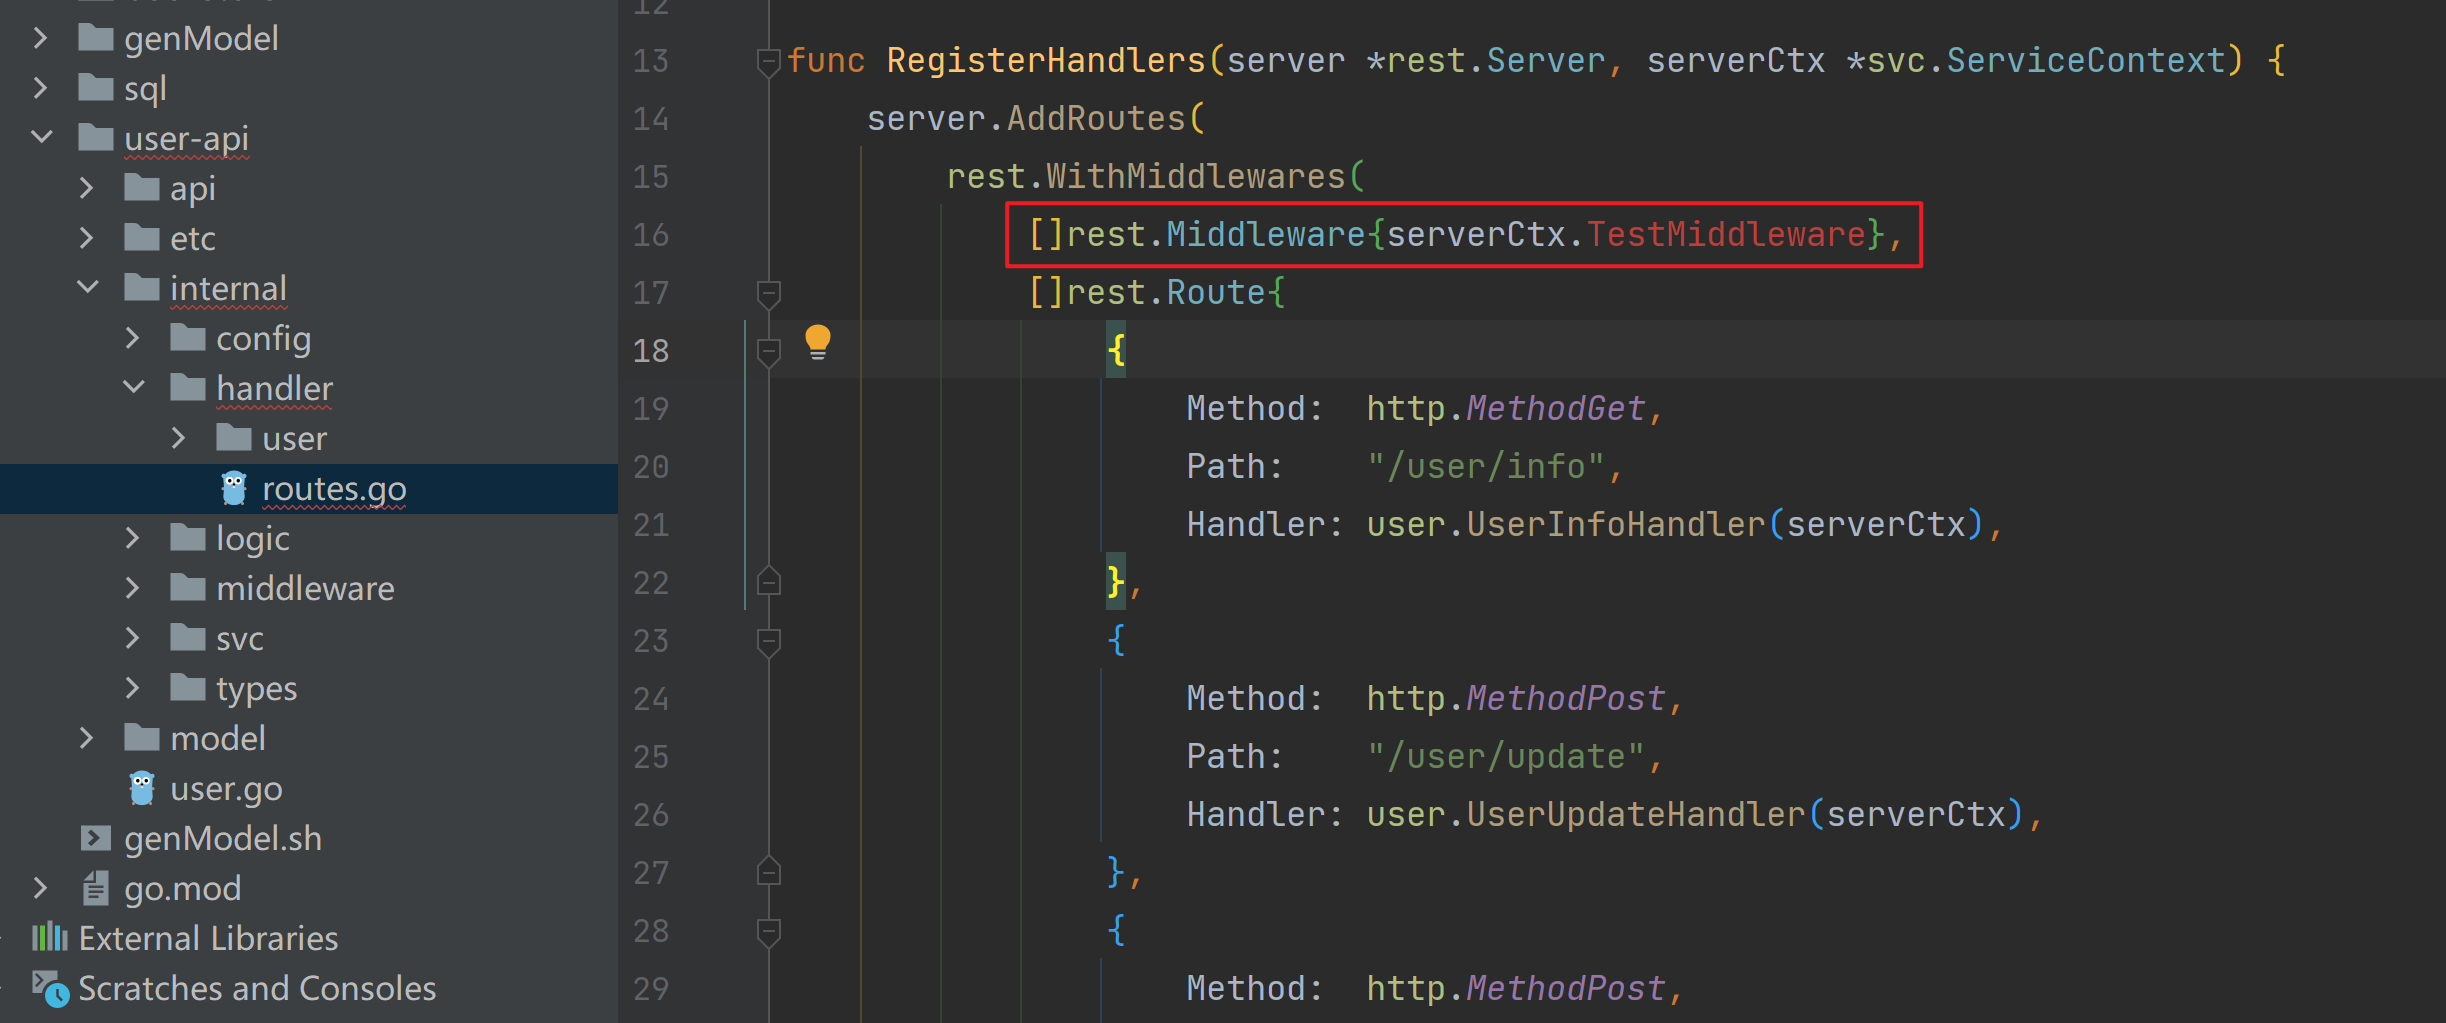 genModel
sql
user-api
api
etc
internal
config
handler
user
routes.go
logic
middleware
svc
types
model
user.go
genModel.sh
go.mod
External Libraries
Scratches and Consoles
12
13 func RegisterHandlers(server *rest.Server, serverCtx *svc.ServiceContext) {
14 server.AddRoutes(
15 rest.WithMiddlewares(
16 []rest.Middleware{serverCtx.TestMiddleware},
17 []rest.Route{
18 {
19 Method: http.MethodGet,
20 Path: "/user/info",
21 Handler: user.UserInfoHandler(serverCtx),
22 },
23 {
24 Method: http.MethodPost,
25 Path: "/user/update",
26 Handler: user.UserUpdateHandler(serverCtx),
27 },
28 {
29 Method: http.MethodPost,